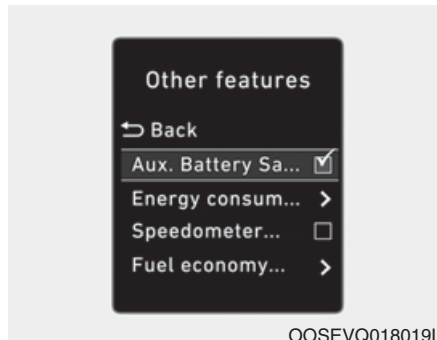 Other features
Back
Aux. Battery Sa...
Energy consum...
Speedometer...
Fuel economy...
OOSEVQ018019L